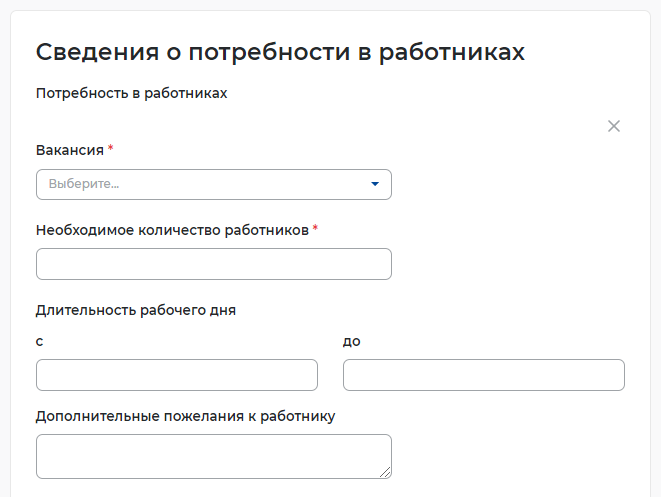 Сведения о потребности в работниках
Потребность в работниках
Вакансия *
Выберите...
Необходимое количество работников *
Длительность рабочего дня
с до
Дополнительные пожелания к работнику